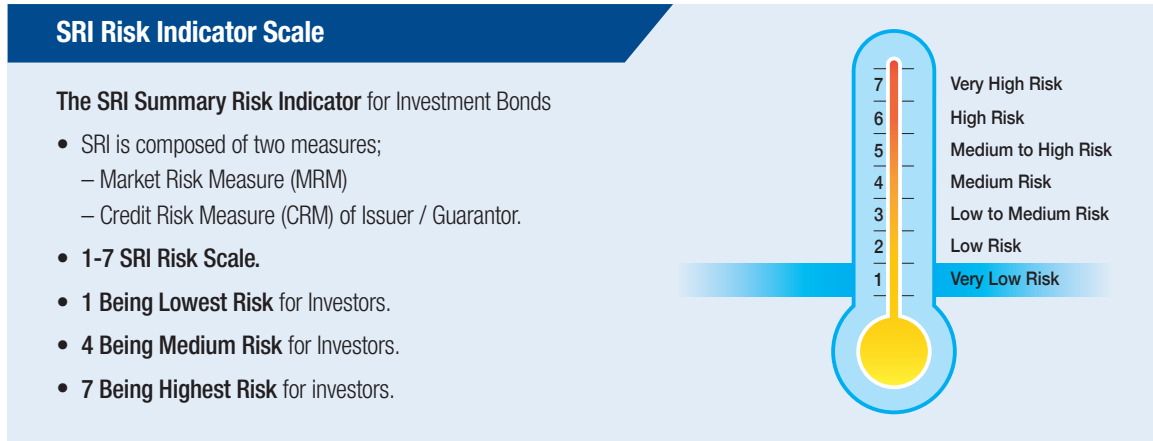 SRI Risk Indicator Scale
The SRI Summary Risk Indicator for Investment Bonds
• SRI is composed of two measures;
– Market Risk Measure (MRM)
– Credit Risk Measure (CRM) of Issuer / Guarantor.
• 1-7 SRI Risk Scale.
• 1 Being Lowest Risk for Investors.
• 4 Being Medium Risk for Investors.
• 7 Being Highest Risk for investors.
7 Very High Risk
6 High Risk
5 Medium to High Risk
4 Medium Risk
3 Low to Medium Risk
2 Low Risk
1 Very Low Risk